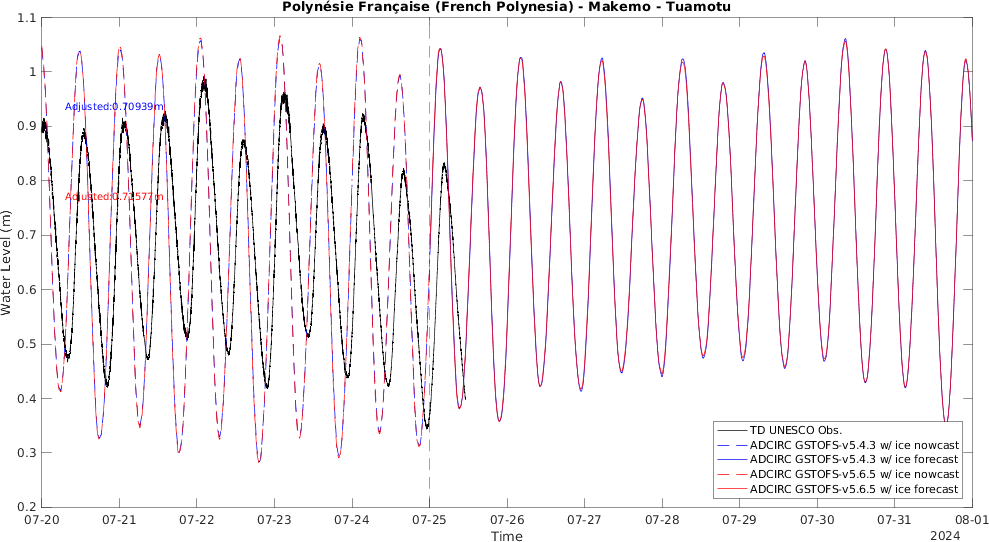 Polynésie Française (French Polynesia) - Makemo - Tuamotu
1.1
1
0.9
0.8
0.7
0.6
0.5
0.4
0.3
0.2
Water Level (m)
Adjusted:0.70939m
Adjusted:0.71577m
TD UNESCO Obs.
ADCIRC GSTOFS-v5.4.3 w/ ice nowcast
ADCIRC GSTOFS-v5.4.3 w/ ice forecast
ADCIRC GSTOFS-v5.6.5 w/ ice nowcast
ADCIRC GSTOFS-v5.6.5 w/ ice forecast
07-20 07-21 07-22 07-23 07-24 07-25 07-26 07-27 07-28 07-29 07-30 07-31 08-01
Time
2024